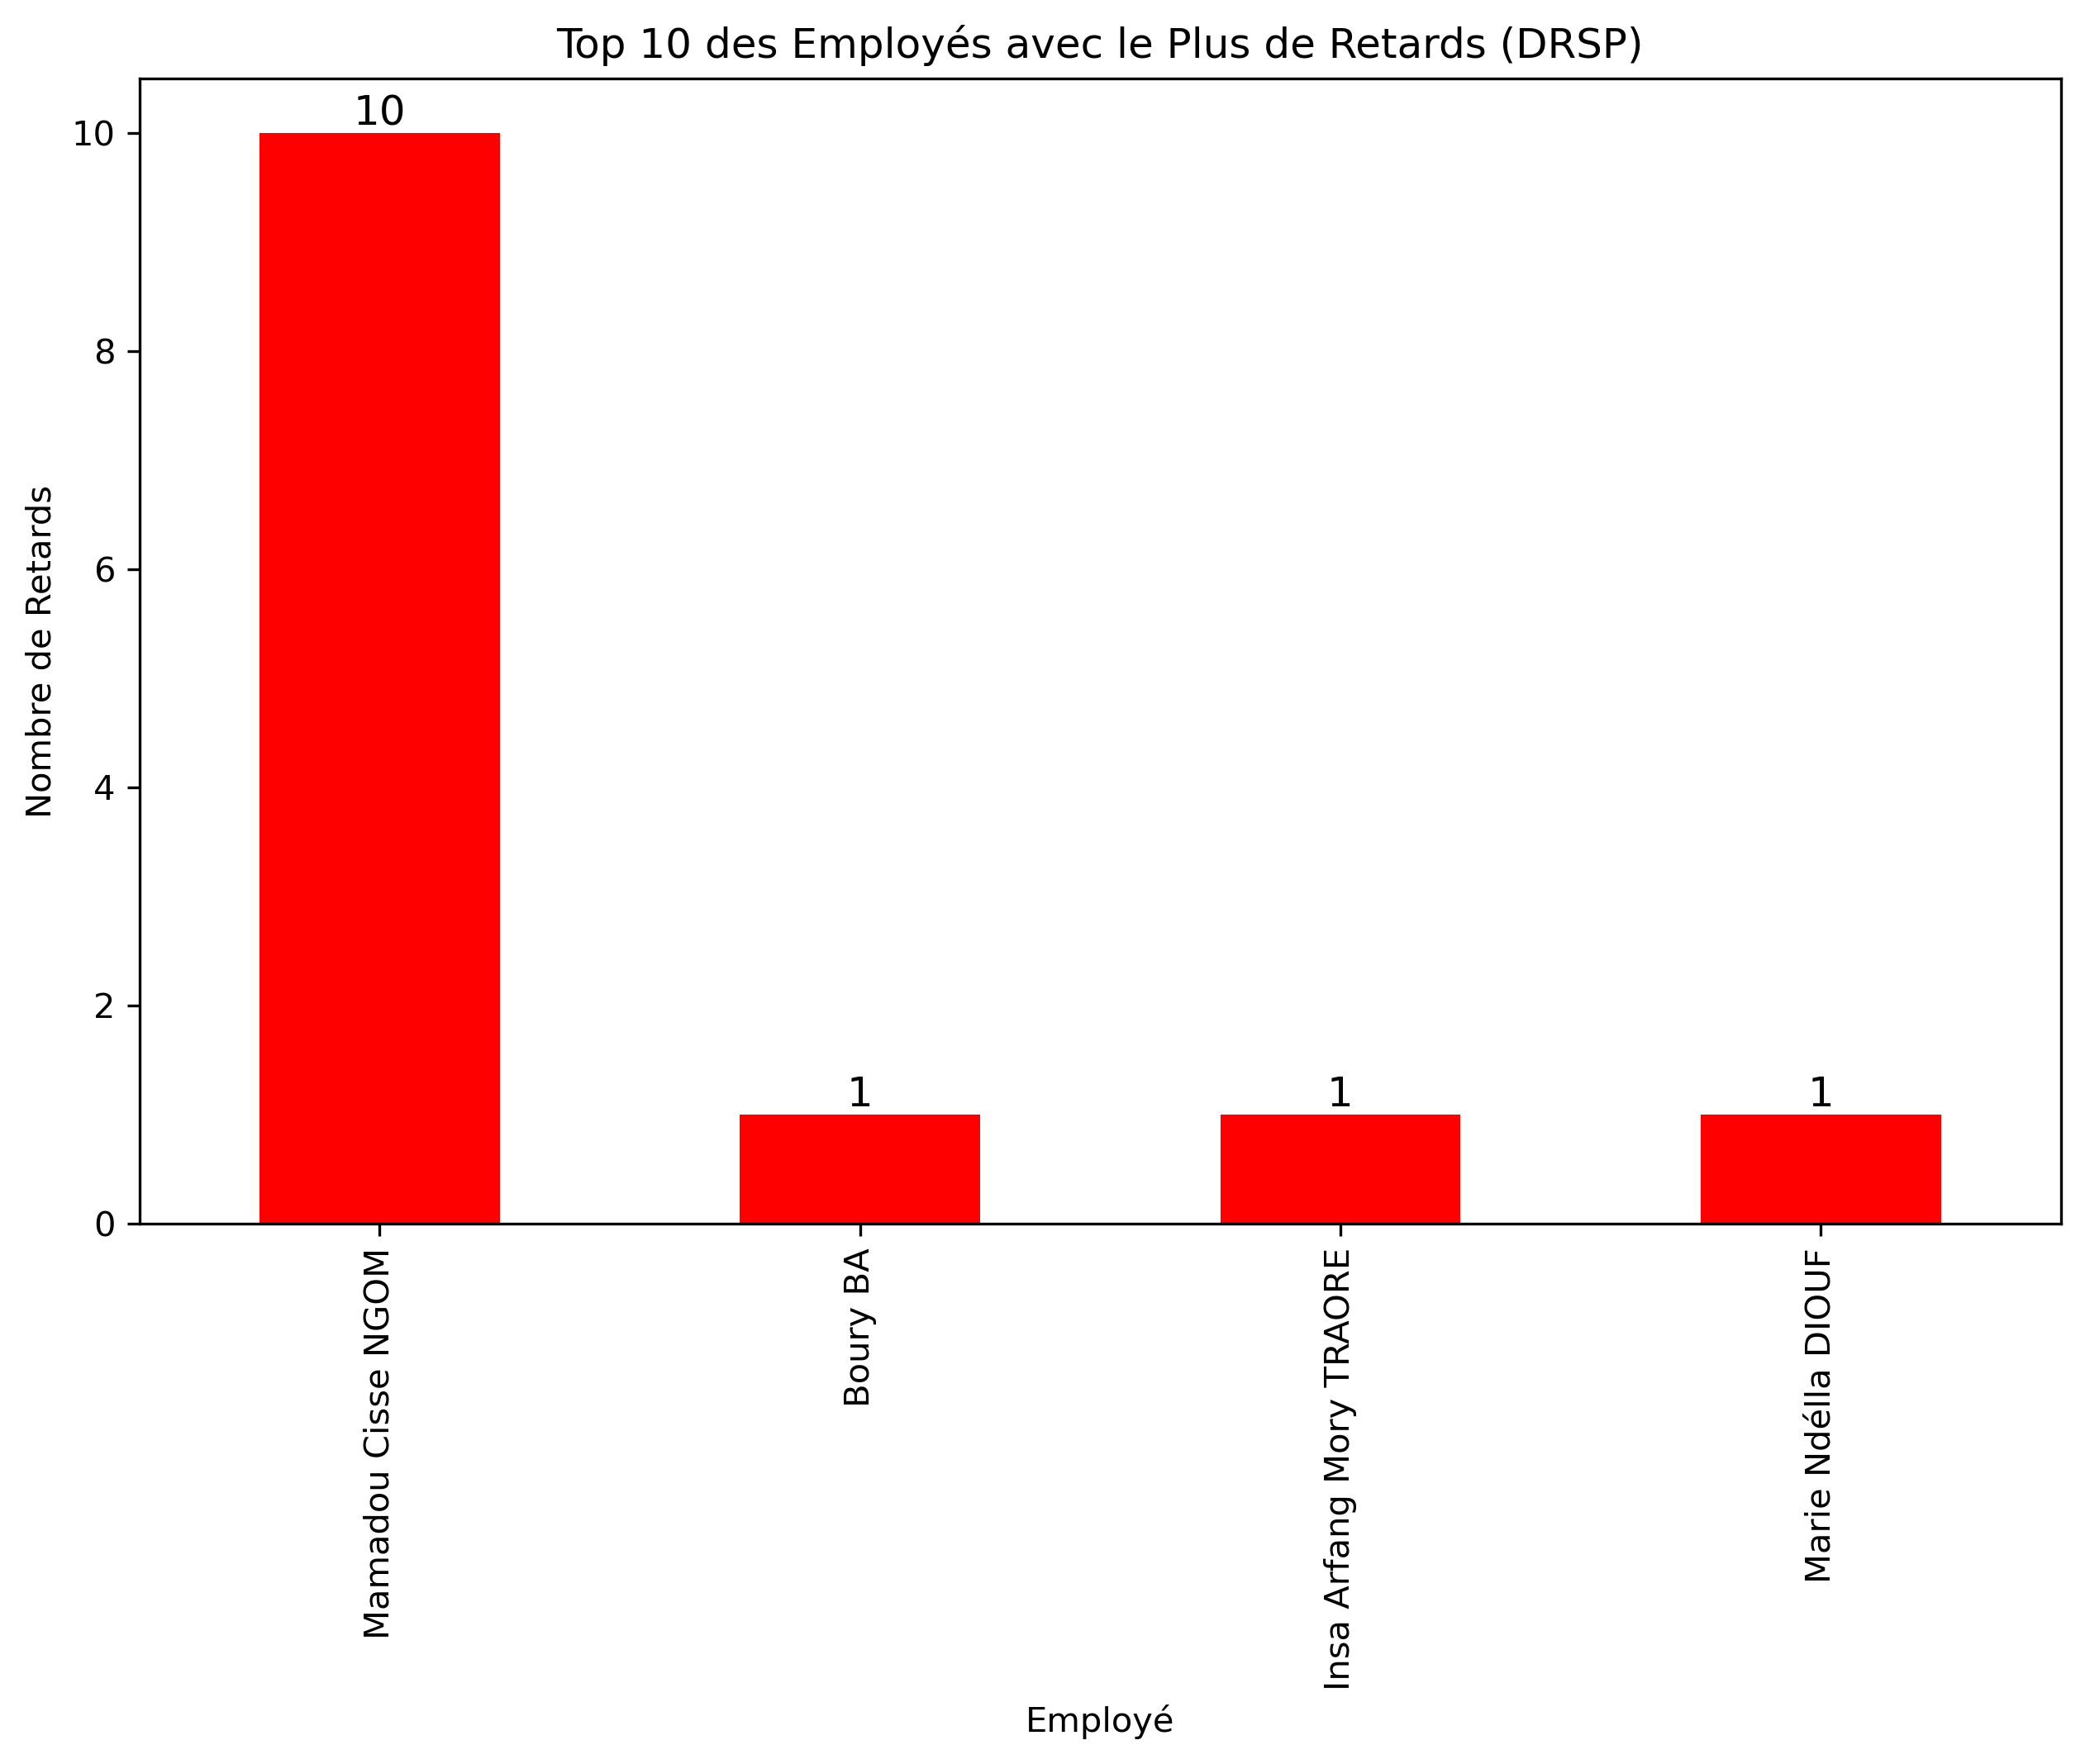 Top 10 des Employés avec le Plus de Retards (DRSP)
Nombre de Retards
10
8
6
4
2
0
10
1
1
1
Mamadou Cisse NGOM
Boury BA
Insa Arfang Mory TRAORE
Marie Ndélla DIOUF
Employé